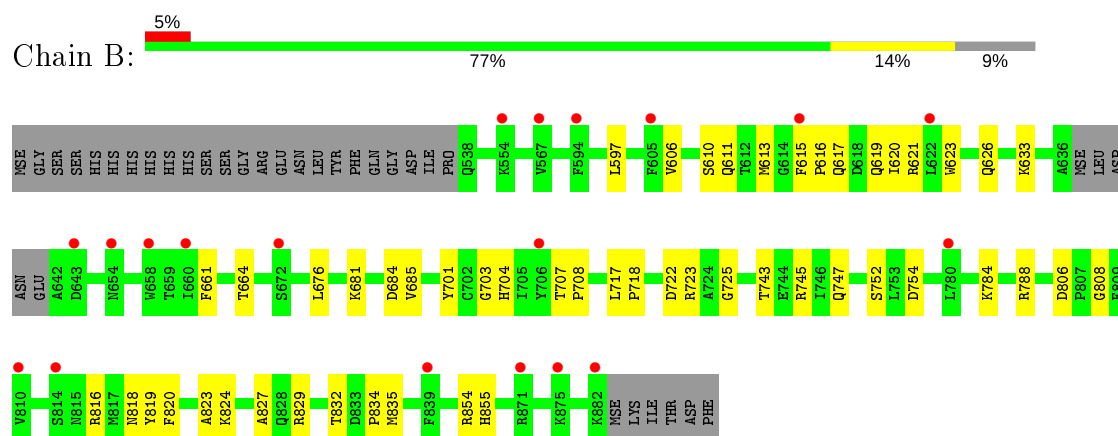 5%
Chain B:
77% 14% 9%
MSE GLY SER SER HIS HIS HIS HIS HIS HIS SER SER GLY ARG GLU ASN LEU TYR PHE GLN GLY ASP ILE PRO Q538 K554 V567 F594 L597 F605 V606 S610 Q611 T612 M613 G614 F615 P616 Q617 D618 Q619 I620 R621 L622 W623 Q626 K633 A636 MSE LEU ASP
ASN GLU A642 D643 N654 W658 T659 I660 F661 T664 S672 L676 K681 D684 V685 Y701 C702 G703 H704 I705 Y706 T707 P708 L717 P718 D722 R723 A724 G725 T743 E744 R745 I746 Q747 S752 L753 D754 L780 K784 R788 D806 P807 G808 E809
V810 S814 N815 R816 M817 N818 Y819 F820 A823 K824 A827 Q828 R829 T832 D833 P834 M835 F839 R854 H855 R871 K875 K882 MSE LYS ILE THR ASP PHE